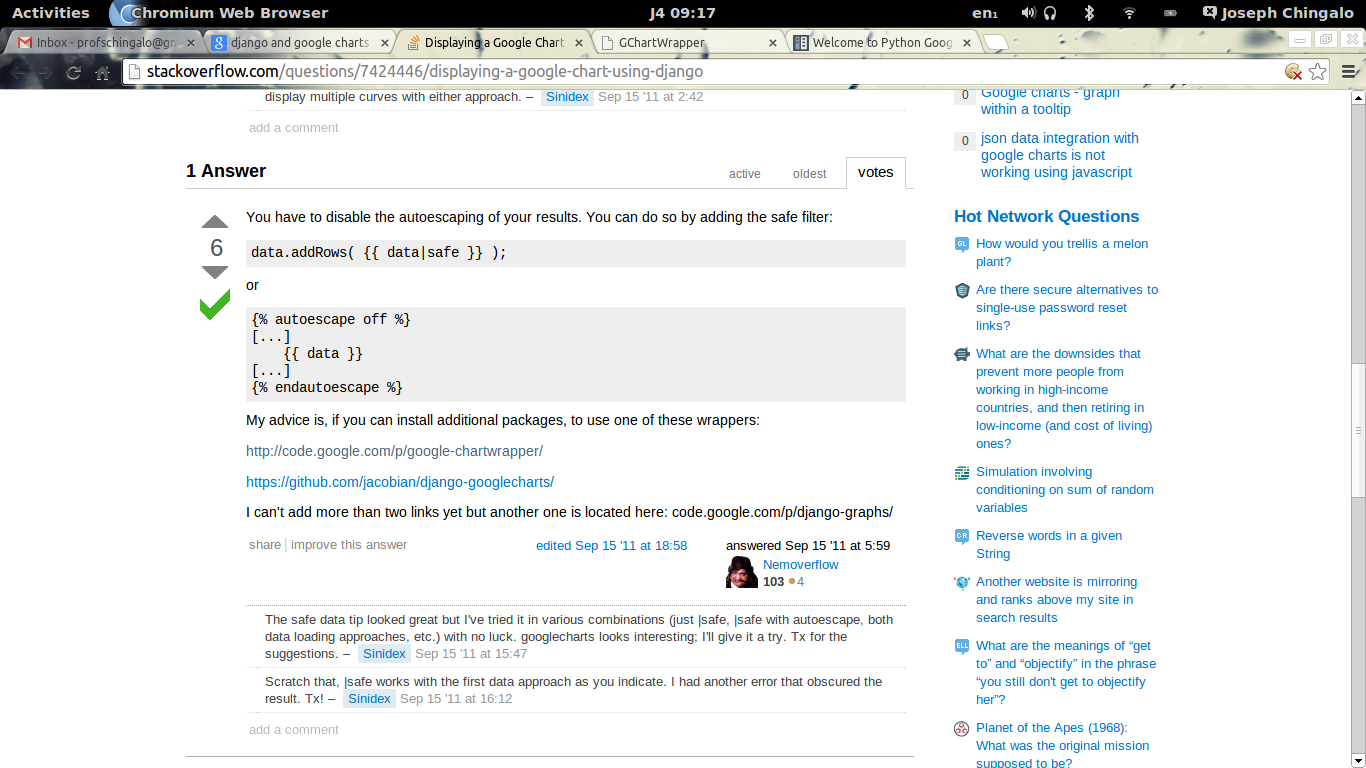 Activities Chromium Web Browser J4 09:17 en₁ Joseph Chingalo
Inbox - profschingalo@gr django and google charts Displaying a Google Chart GChartWrapper Welcome to Python Goog
stackoverflow.com/questions/7424446/displaying-a-google-chart-using-django
display multiple curves with either approach. – Sinidex Sep 15 '11 at 2:42
add a comment
1 Answer
active oldest votes
You have to disable the autoescaping of your results. You can do so by adding the safe filter:
6
data.addRows( {{ data|safe }} );
or
{% autoescape off %}
[...]
{{ data }}
[...]
{% endautoescape %}
My advice is, if you can install additional packages, to use one of these wrappers:
http://code.google.com/p/google-chartwrapper/
https://github.com/jacobian/django-googlecharts/
I can't add more than two links yet but another one is located here: code.google.com/p/django-graphs/
share improve this answer
edited Sep 15 '11 at 18:58
answered Sep 15 '11 at 5:59
Nemoverflow
103 4
The safe data tip looked great but I've tried it in various combinations (just |safe, |safe with autoescape, both
data loading approaches, etc.) with no luck. googlecharts looks interesting; I'll give it a try. Tx for the
suggestions. – Sinidex Sep 15 '11 at 15:47
Scratch that, |safe works with the first data approach as you indicate. I had another error that obscured the
result. Tx! – Sinidex Sep 15 '11 at 16:12
add a comment
0 Google charts - graph
within a tooltip
0 json data integration with
google charts is not
working using javascript
Hot Network Questions
GL How would you trellis a melon
plant?
Are there secure alternatives to
single-use password reset
links?
What are the downsides that
prevent more people from
working in high-income
countries, and then retiring in
low-income (and cost of living)
ones?
Simulation involving
conditioning on sum of random
variables
CR Reverse words in a given
String
Another website is mirroring
and ranks above my site in
search results
ELL What are the meanings of “get
to” and “objectify” in the phrase
“you still don't get to objectify
her”?
Planet of the Apes (1968):
What was the original mission
supposed to be?